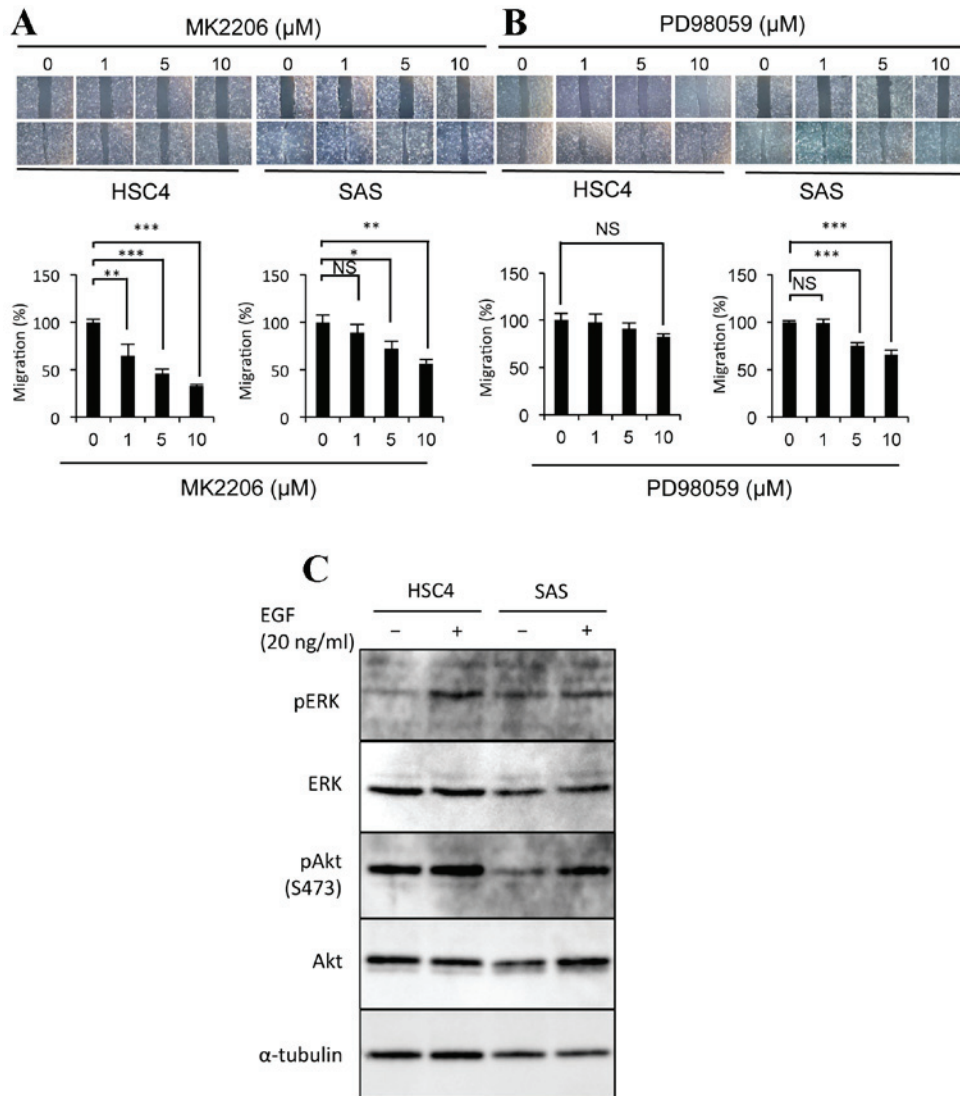 A
MK2206 (µM)
0 1 5 10 0 1 5 10
HSC4 SAS
***
***
**
**
*
NS
150
100
50
0
Migration (%)
0 1 5 10
150
100
50
0
Migration (%)
0 1 5 10
MK2206 (µM)
B
PD98059 (µM)
0 1 5 10 0 1 5 10
HSC4 SAS
NS
***
***
NS
150
100
50
0
Migration (%)
0 1 5 10
150
100
50
0
Migration (%)
0 1 5 10
PD98059 (µM)
C
HSC4 SAS
EGF
(20 ng/ml) − + − +
pERK
ERK
pAkt
(S473)
Akt
α-tubulin